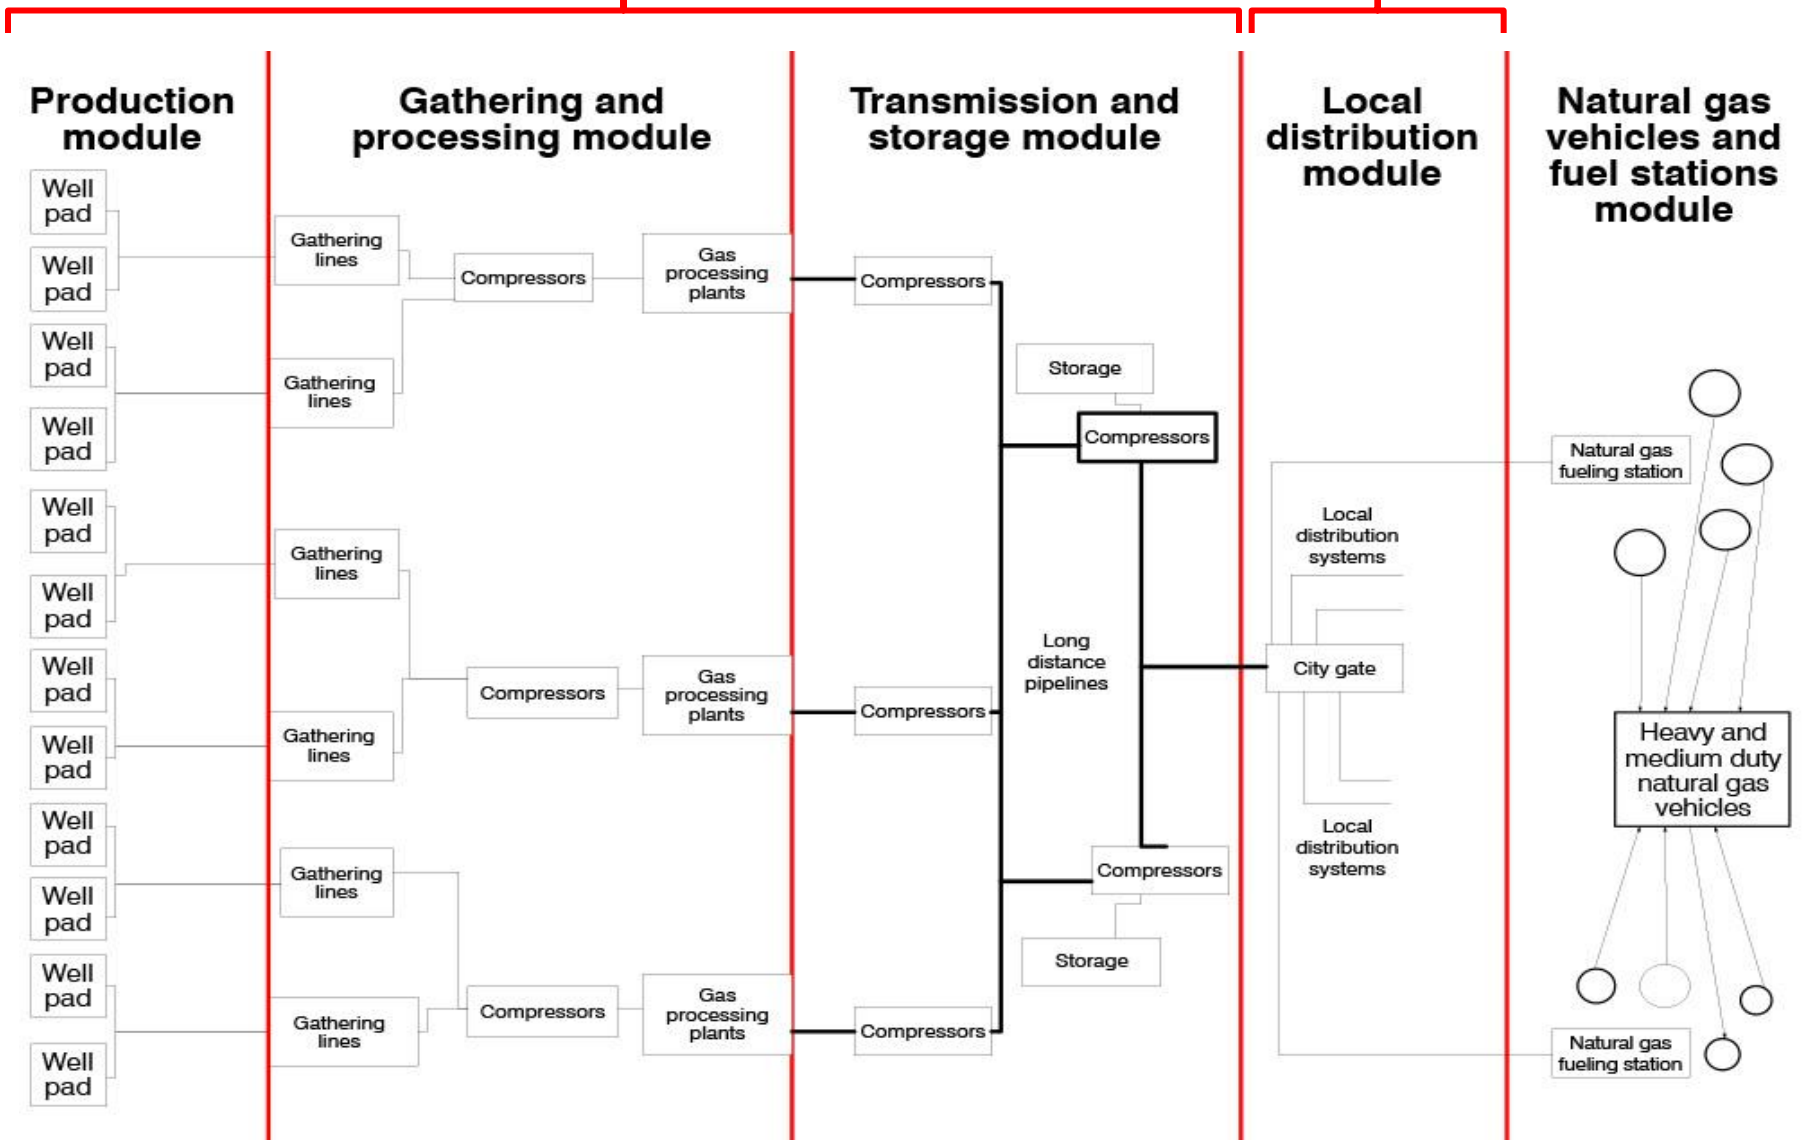 Production
module
Gathering and
processing module
Transmission and
storage module
Local
distribution
module
Natural gas
vehicles and
fuel stations
module
Well
pad
Well
pad
Well
pad
Well
pad
Well
pad
Well
pad
Well
pad
Well
pad
Well
pad
Well
pad
Well
pad
Well
pad
Gathering
lines
Gathering
lines
Gathering
lines
Gathering
lines
Gathering
lines
Gathering
lines
Compressors
Compressors
Compressors
Gas
processing
plants
Gas
processing
plants
Gas
processing
plants
Compressors
Compressors
Compressors
Storage
Compressors
Long
distance
pipelines
Compressors
Storage
Local
distribution
systems
City gate
Local
distribution
systems
Natural gas
fueling station
Heavy and
medium duty
natural gas
vehicles
Natural gas
fueling station